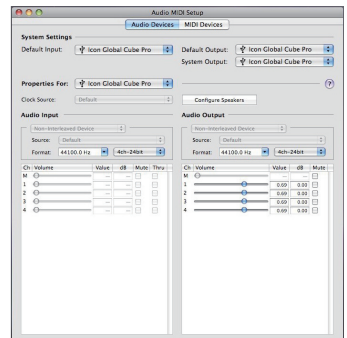 Audio MIDI Setup
Audio Devices MIDI Devices
System Settings
Default Input: Icon Global Cube Pro
Default Output: Icon Global Cube Pro
System Output: Icon Global Cube Pro
Properties For: Icon Global Cube Pro ?
Clock Source: Default
Configure Speakers
Audio Input
Non-Interleaved Device
Source: Default
Format: 44100.0 Hz 4ch-24bit
Ch Volume Value dB Mute Thru
M -- --
1 -- --
2 -- --
3 -- --
4 -- --
Audio Output
Non-Interleaved Device
Source: Default
Format: 44100.0 Hz 4ch-24bit
Ch Volume Value dB Mute
M -- --
1 0.69 0.00
2 0.69 0.00
3 0.69 0.00
4 0.69 0.00